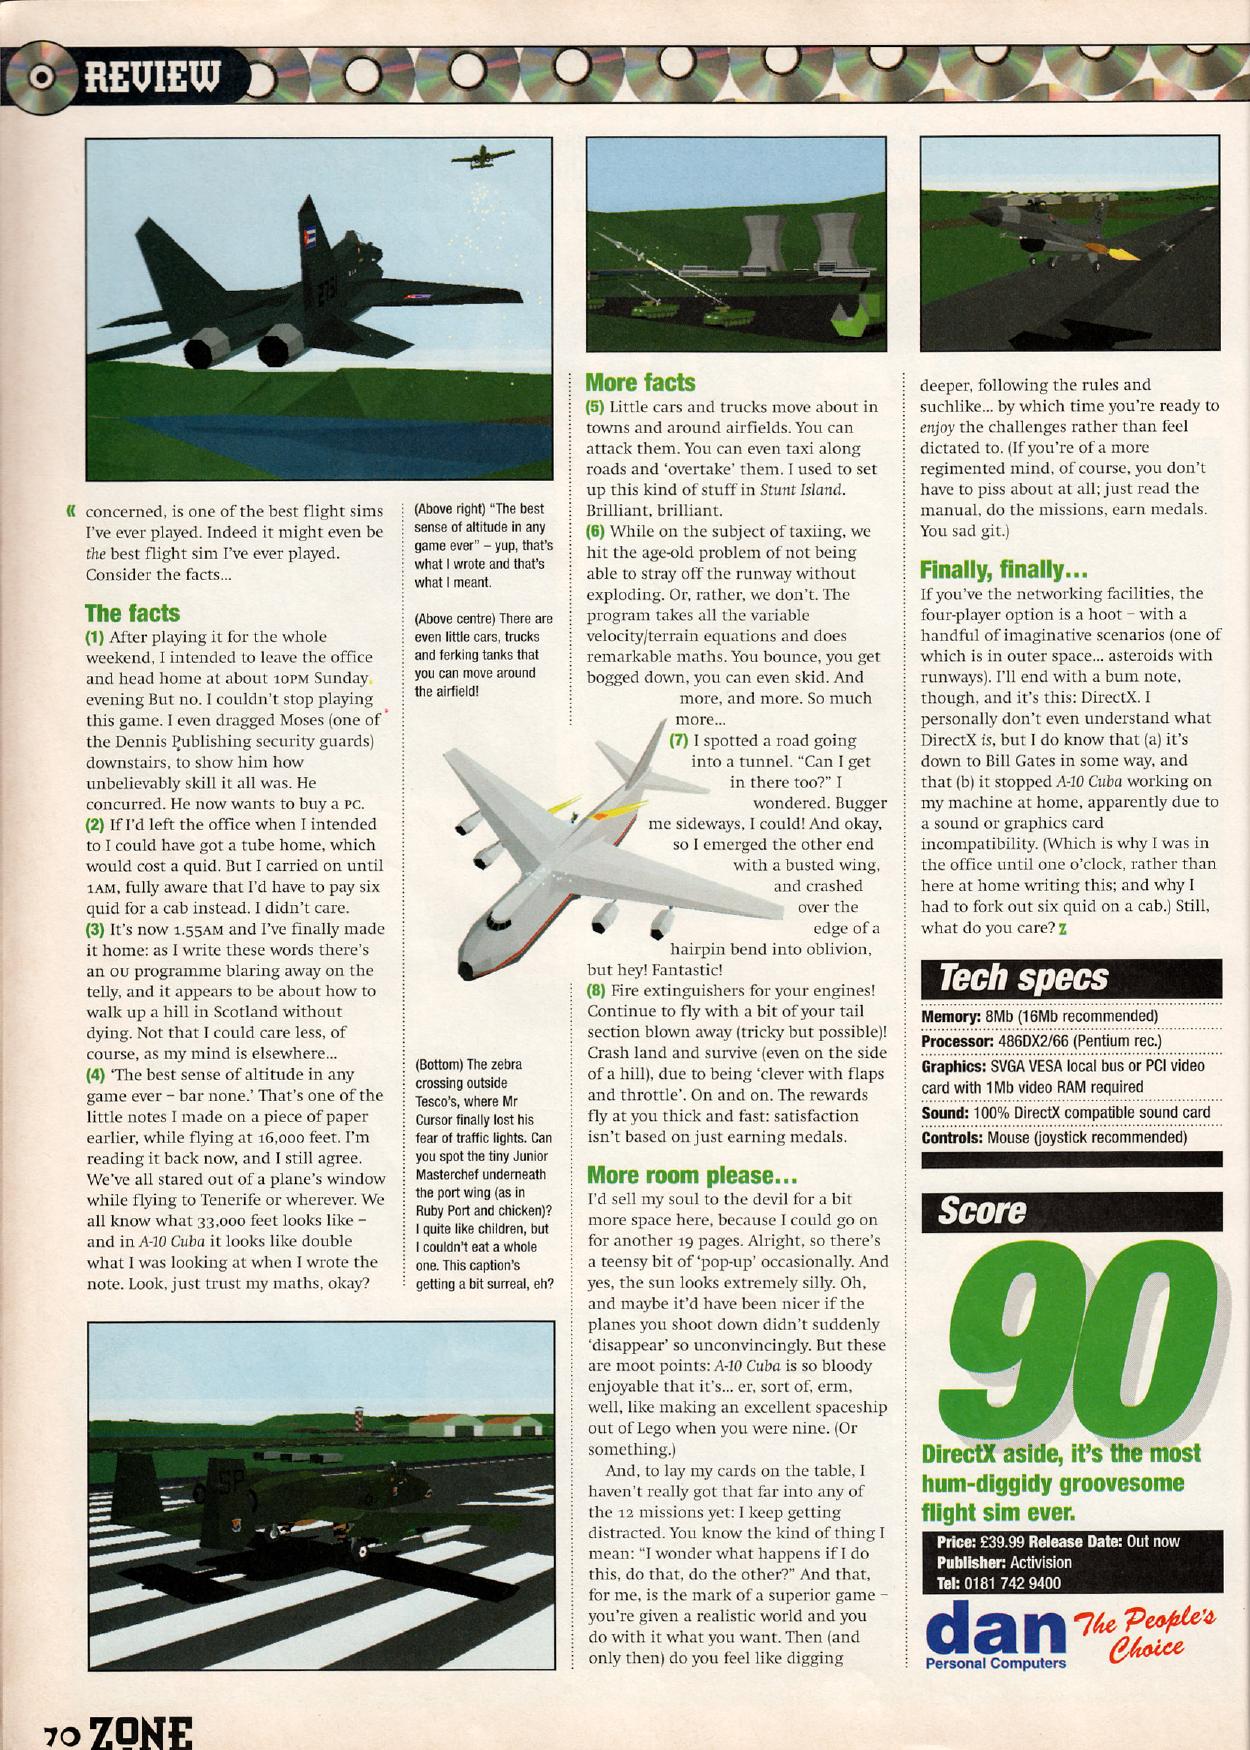 REVIEW
« concerned, is one of the best flight sims
I've ever played. Indeed it might even be
the best flight sim I've ever played.
Consider the facts...
The facts
(1) After playing it for the whole
weekend, I intended to leave the office
and head home at about 10PM Sunday
evening But no. I couldn't stop playing
this game. I even dragged Moses (one of
the Dennis Publishing security guards)
downstairs, to show him how
unbelievably skill it all was. He
concurred. He now wants to buy a PC.
(2) If I'd left the office when I intended
to I could have got a tube home, which
would cost a quid. But I carried on until
1AM, fully aware that I'd have to pay six
quid for a cab instead. I didn't care.
(3) It's now 1.55AM and I've finally made
it home: as I write these words there's
an OU programme blaring away on the
telly, and it appears to be about how to
walk up a hill in Scotland without
dying. Not that I could care less, of
course, as my mind is elsewhere...
(4) 'The best sense of altitude in any
game ever – bar none.' That's one of the
little notes I made on a piece of paper
earlier, while flying at 16,000 feet. I'm
reading it back now, and I still agree.
We've all stared out of a plane's window
while flying to Tenerife or wherever. We
all know what 33,000 feet looks like –
and in A-10 Cuba it looks like double
what I was looking at when I wrote the
note. Look, just trust my maths, okay?
(Above right) "The best
sense of altitude in any
game ever" – yup, that's
what I wrote and that's
what I meant.
(Above centre) There are
even little cars, trucks
and ferking tanks that
you can move around
the airfield!
(Bottom) The zebra
crossing outside
Tesco's, where Mr
Cursor finally lost his
fear of traffic lights. Can
you spot the tiny Junior
Masterchef underneath
the port wing (as in
Ruby Port and chicken)?
I quite like children, but
I couldn't eat a whole
one. This caption's
getting a bit surreal, eh?
SP
More facts
(5) Little cars and trucks move about in
towns and around airfields. You can
attack them. You can even taxi along
roads and 'overtake' them. I used to set
up this kind of stuff in Stunt Island.
Brilliant, brilliant.
(6) While on the subject of taxiing, we
hit the age-old problem of not being
able to stray off the runway without
exploding. Or, rather, we don't. The
program takes all the variable
velocity/terrain equations and does
remarkable maths. You bounce, you get
bogged down, you can even skid. And
more, and more. So much
more...
(7) I spotted a road going
into a tunnel. "Can I get
in there too?" I
wondered. Bugger
me sideways, I could! And okay,
so I emerged the other end
with a busted wing,
and crashed
over the
edge of a
hairpin bend into oblivion,
but hey! Fantastic!
(8) Fire extinguishers for your engines!
Continue to fly with a bit of your tail
section blown away (tricky but possible)!
Crash land and survive (even on the side
of a hill), due to being 'clever with flaps
and throttle'. On and on. The rewards
fly at you thick and fast: satisfaction
isn't based on just earning medals.
More room please...
I'd sell my soul to the devil for a bit
more space here, because I could go on
for another 19 pages. Alright, so there's
a teensy bit of 'pop-up' occasionally. And
yes, the sun looks extremely silly. Oh,
and maybe it'd have been nicer if the
planes you shoot down didn't suddenly
'disappear' so unconvincingly. But these
are moot points: A-10 Cuba is so bloody
enjoyable that it's... er, sort of, erm,
well, like making an excellent spaceship
out of Lego when you were nine. (Or
something.)
And, to lay my cards on the table, I
haven't really got that far into any of
the 12 missions yet: I keep getting
distracted. You know the kind of thing I
mean: "I wonder what happens if I do
this, do that, do the other?" And that,
for me, is the mark of a superior game –
you're given a realistic world and you
do with it what you want. Then (and
only then) do you feel like digging
deeper, following the rules and
suchlike... by which time you're ready to
enjoy the challenges rather than feel
dictated to. (If you're of a more
regimented mind, of course, you don't
have to piss about at all; just read the
manual, do the missions, earn medals.
You sad git.)
Finally, finally...
If you've the networking facilities, the
four-player option is a hoot – with a
handful of imaginative scenarios (one of
which is in outer space... asteroids with
runways). I'll end with a bum note,
though, and it's this: DirectX. I
personally don't even understand what
DirectX is, but I do know that (a) it's
down to Bill Gates in some way, and
that (b) it stopped A-10 Cuba working on
my machine at home, apparently due to
a sound or graphics card
incompatibility. (Which is why I was in
the office until one o'clock, rather than
here at home writing this; and why I
had to fork out six quid on a cab.) Still,
what do you care? Z
Tech specs
Memory: 8Mb (16Mb recommended)
Processor: 486DX2/66 (Pentium rec.)
Graphics: SVGA VESA local bus or PCI video
card with 1Mb video RAM required
Sound: 100% DirectX compatible sound card
Controls: Mouse (joystick recommended)
Score
90
DirectX aside, it's the most
hum-diggidy groovesome
flight sim ever.
Price: £39.99 Release Date: Out now
Publisher: Activision
Tel: 0181 742 9400
dan
Personal Computers
The People's
Choice
70 ZONE